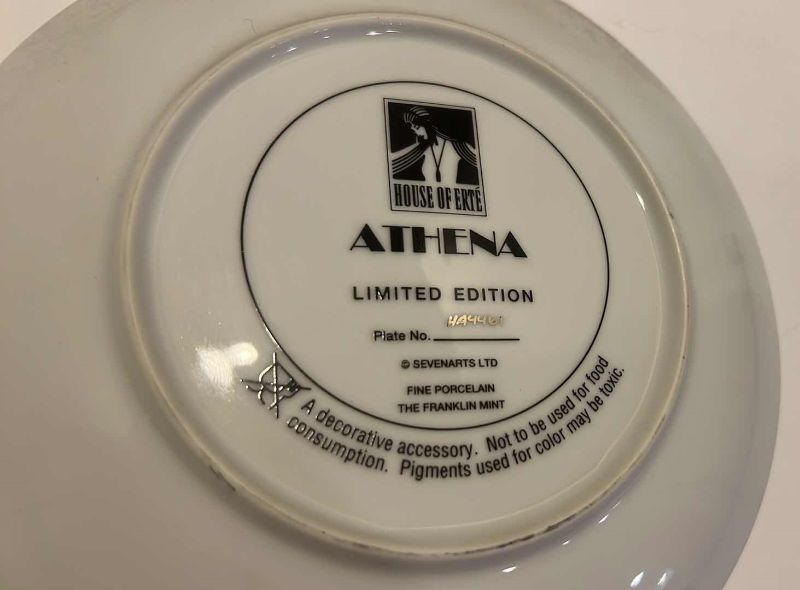 HOUSE OF ERTÉ
ATHENA
LIMITED EDITION
Plate No.
© SEVENARTS LTD
FINE PORCELAIN
THE FRANKLIN MINT
A decorative accessory. Not to be used for food
consumption. Pigments used for color may be toxic.